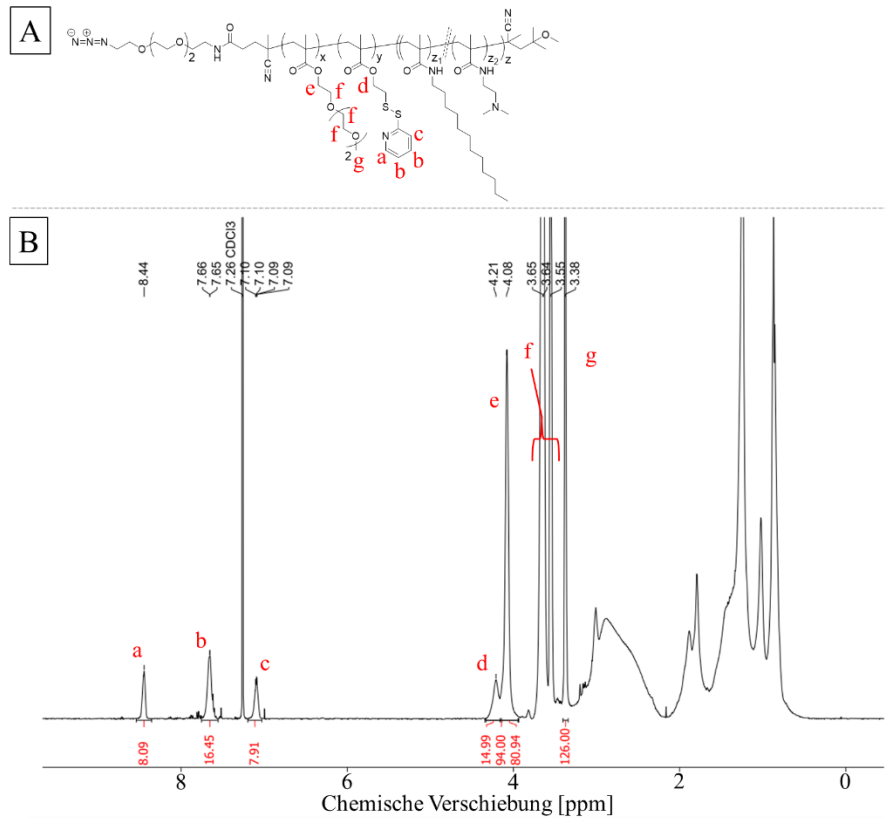 A
N=N=N
⊖ ⊕
O
O
2
N
H
O
N
x
y
z₁
z₂
z
N
N
O
O
O
O
O
NH
O
NH
O
e
f
d
O
f
S
S
N
f
O
N
c
2
g
a
b
b
B
8.44
7.66
7.65
7.26 CDCl3
7.10
7.10
7.09
7.09
4.21
4.08
3.65
3.64
3.55
3.38
f
g
e
a
b
c
d
8.09
16.45
7.91
14.99
94.00
80.94
126.00
8
6
4
2
0
Chemische Verschiebung [ppm]